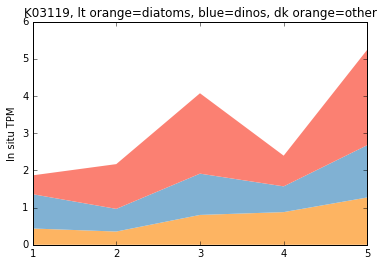 K03119, lt orange=diatoms, blue=dinos, dk orange=other
6
5
4
3
2
1
0
In situ TPM
1 2 3 4 5